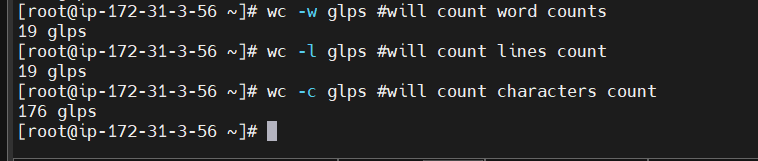 [root@ip-172-31-3-56 ~]# wc -w glps #will count word counts
19 glps
[root@ip-172-31-3-56 ~]# wc -l glps #will count lines count
19 glps
[root@ip-172-31-3-56 ~]# wc -c glps #will count characters count
176 glps
[root@ip-172-31-3-56 ~]#